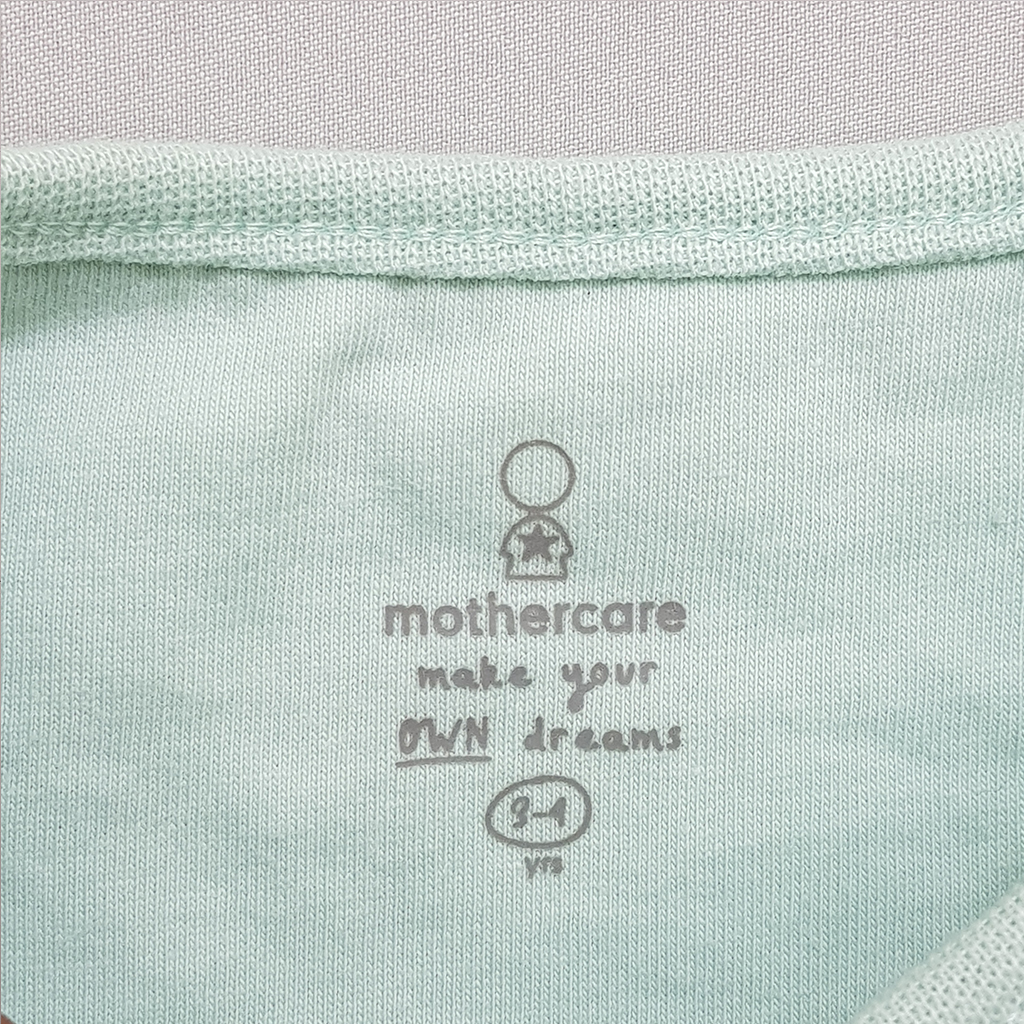 mothercare
make your
OWN dreams
3-4
yrs